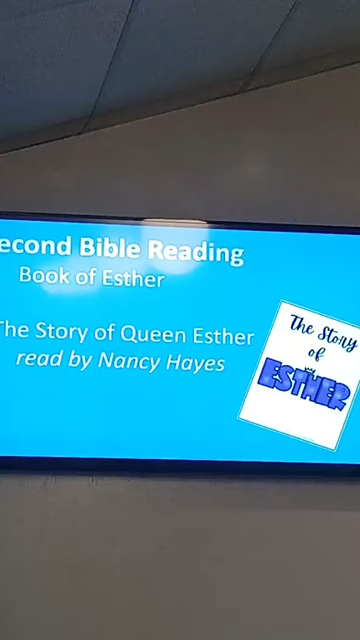 econd Bible Reading
Book of Esther
The Story of Queen Esther
read by Nancy Hayes
The Story
of
ESTHER